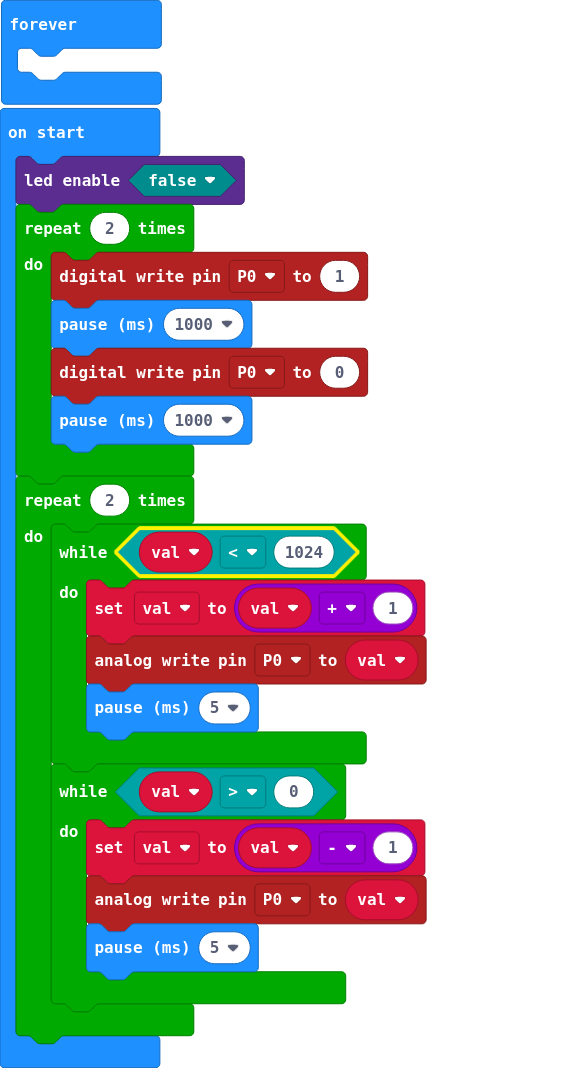 forever
on start
led enable false
repeat 2 times
do
digital write pin P0 to 1
pause (ms) 1000
digital write pin P0 to 0
pause (ms) 1000
repeat 2 times
do
while val < 1024
do
set val to val + 1
analog write pin P0 to val
pause (ms) 5
while val > 0
do
set val to val - 1
analog write pin P0 to val
pause (ms) 5